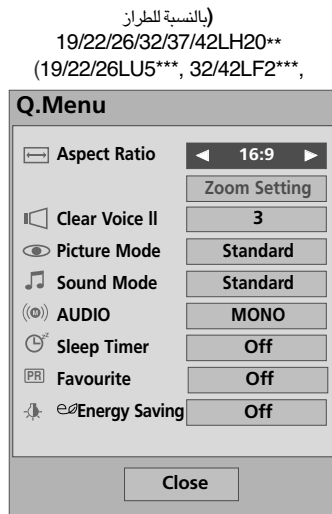 (بالنسبة للطراز
19/22/26/32/37/42LH20**
(19/22/26LU5***, 32/42LF2***,
Q.Menu
Aspect Ratio ◄ 16:9 ►
Zoom Setting
Clear Voice II 3
Picture Mode Standard
Sound Mode Standard
AUDIO MONO
Sleep Timer Off
PR Favourite Off
Energy Saving Off
Close